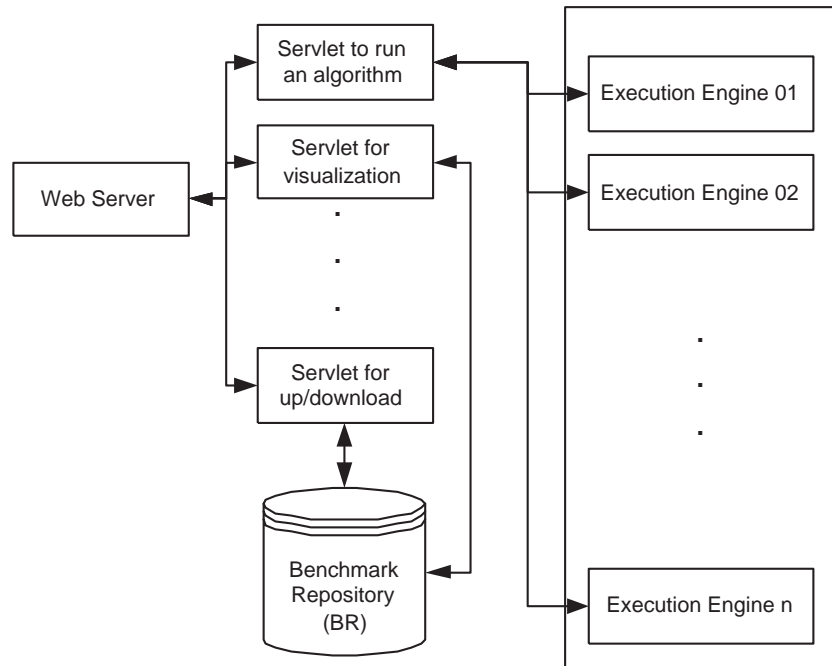 Servlet to run
an algorithm
Execution Engine 01
Servlet for
visualization
Web Server
Execution Engine 02
.
.
.
.
.
.
Servlet for
up/download
Benchmark
Repository
(BR)
Execution Engine n